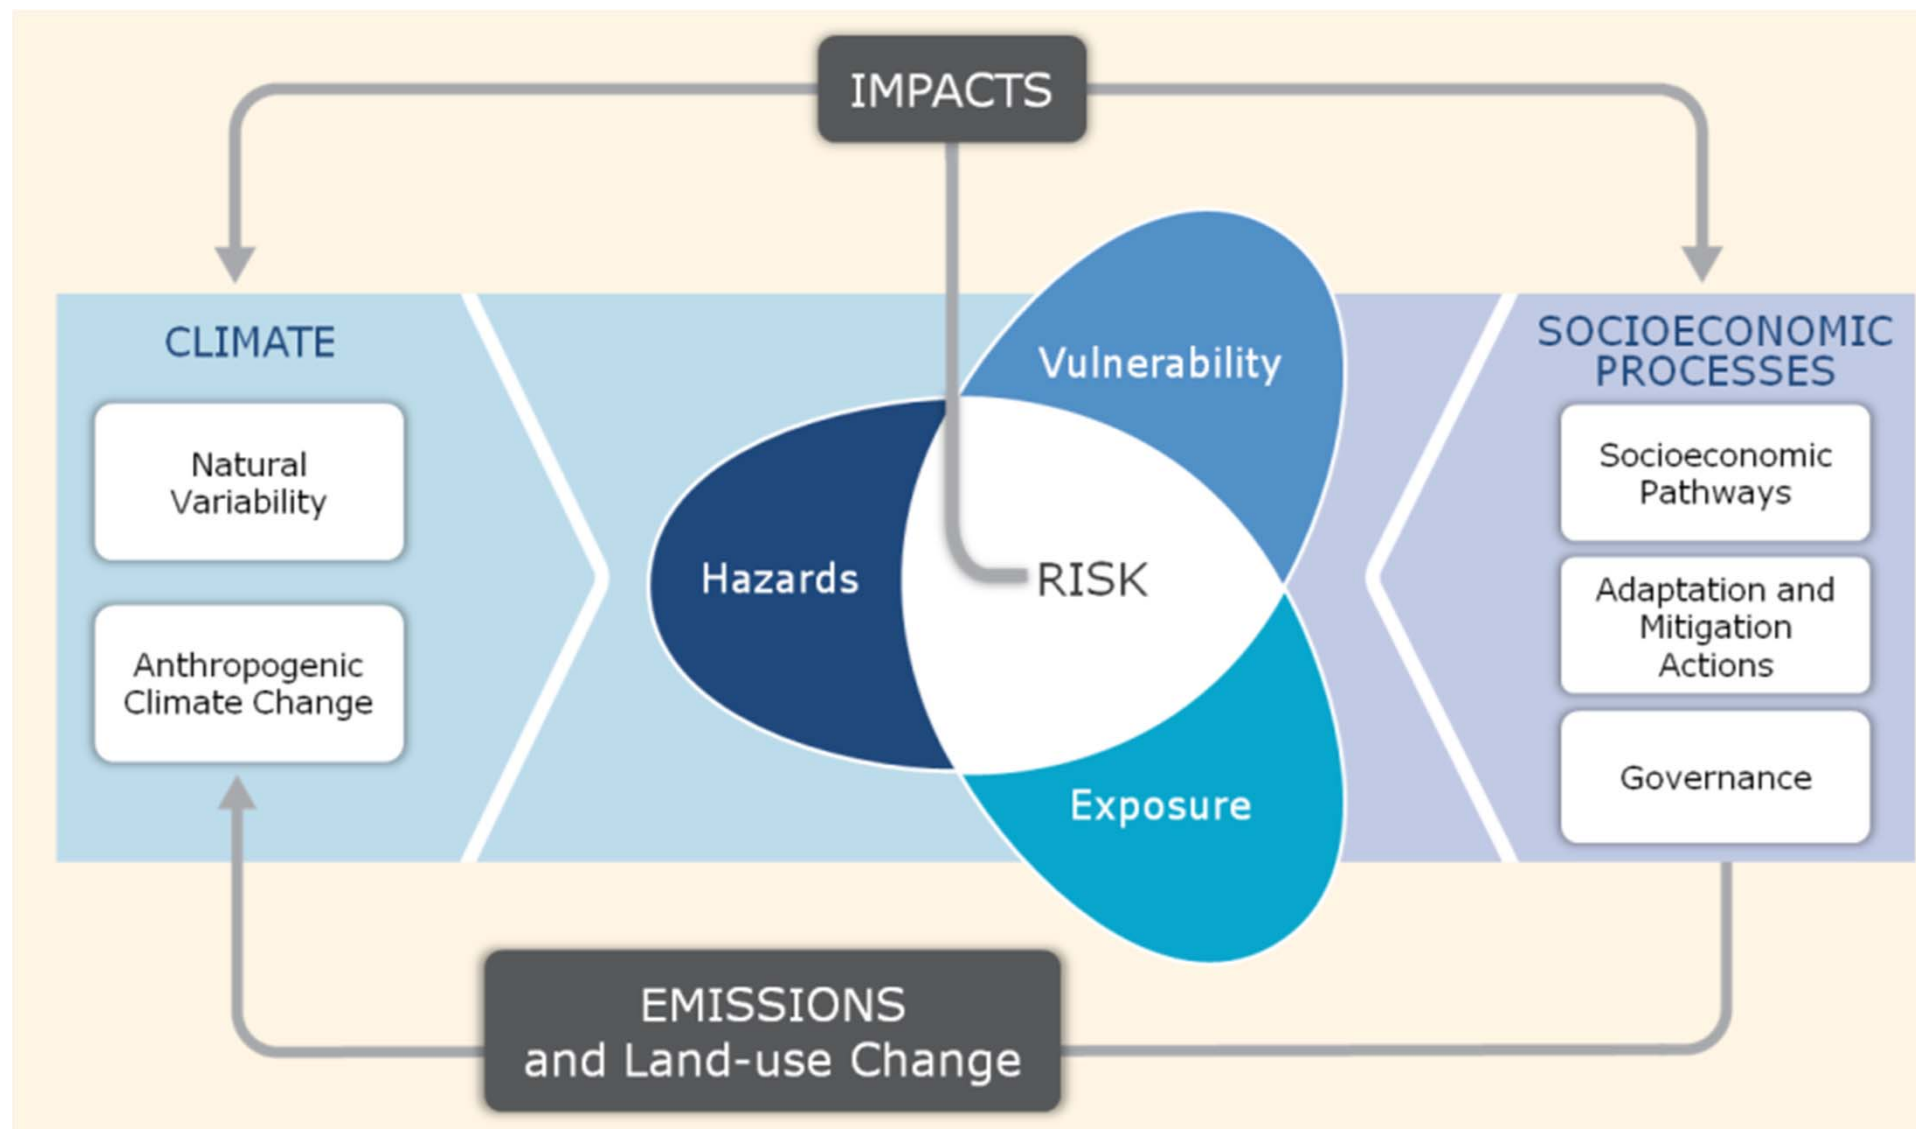 IMPACTS
CLIMATE
Natural
Variability
Anthropogenic
Climate Change
Vulnerability
Hazards
RISK
Exposure
SOCIOECONOMIC
PROCESSES
Socioeconomic
Pathways
Adaptation and
Mitigation
Actions
Governance
EMISSIONS
and Land-use Change